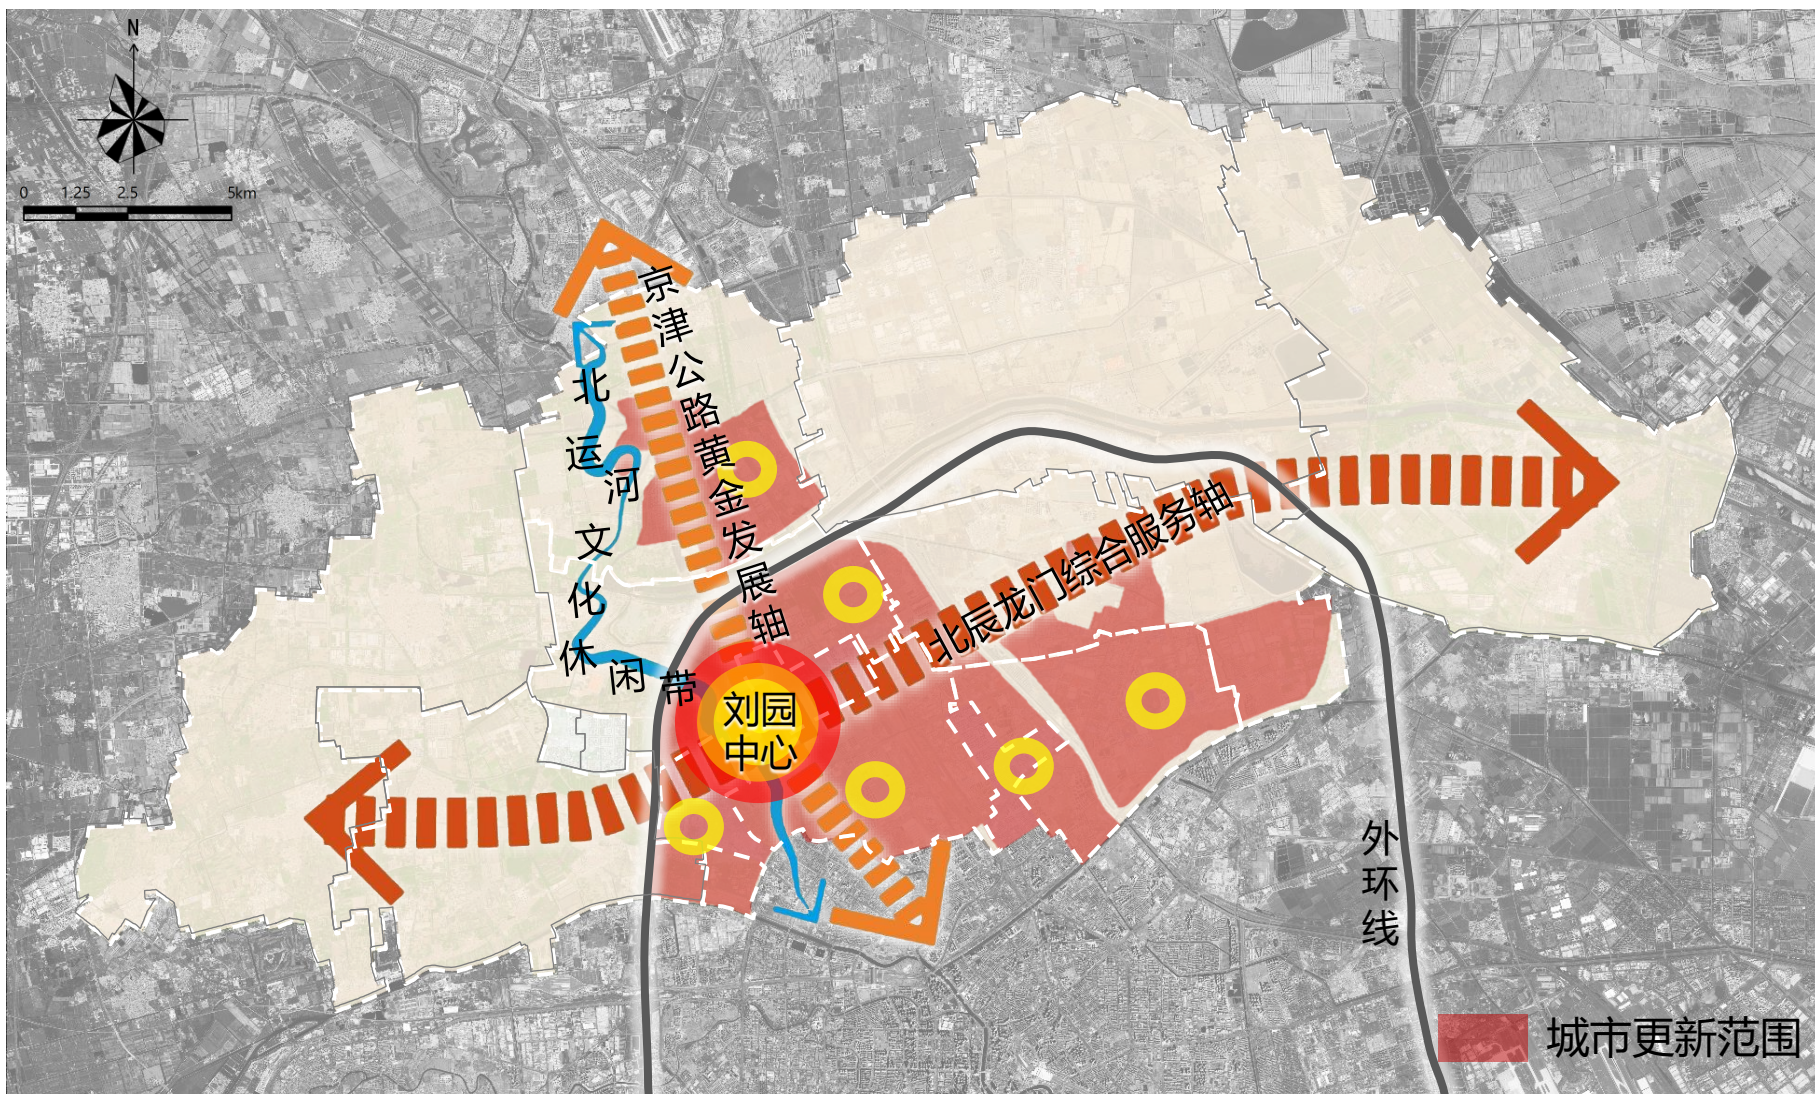 N
0 1.25 2.5 5km
京津公路黄金发展轴
北运河文化休闲带
北辰龙门综合服务轴
刘园
中心
外环线
城市更新范围